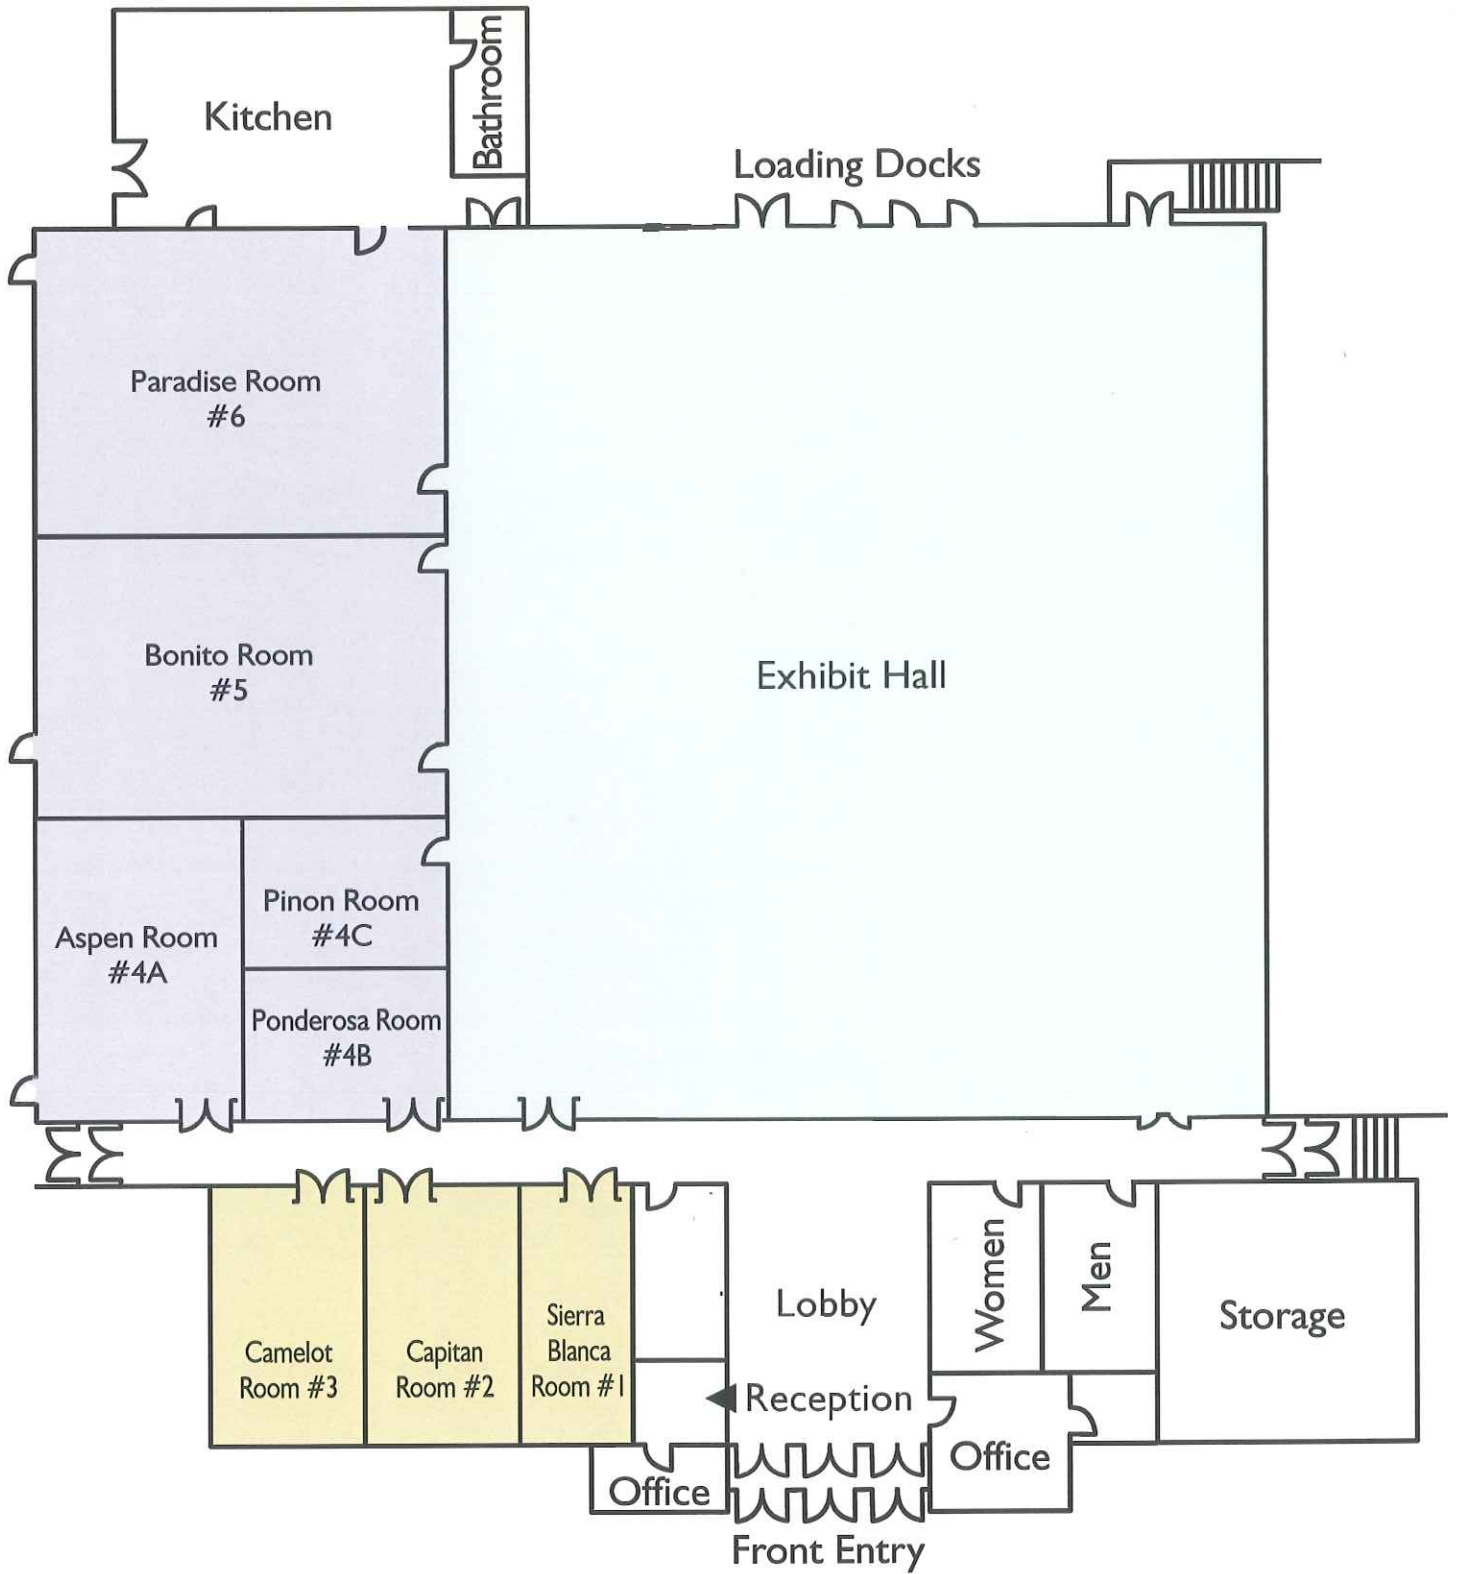 Bathroom
Kitchen
Loading Docks
Paradise Room
#6
Bonito Room
#5
Exhibit Hall
Pinon Room
#4C
Aspen Room
#4A
Ponderosa Room
#4B
Women
Men
Lobby
Storage
Sierra
Blanca
Room #1
Camelot
Room #3
Capitan
Room #2
Reception
Office
Office
Front Entry